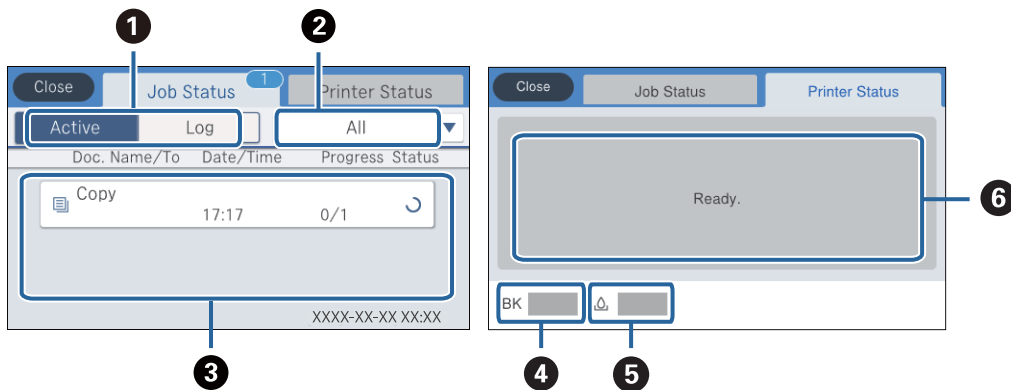 1 2
Close Job Status 1 Printer Status
Active Log All
Doc. Name/To Date/Time Progress Status
Copy
17:17 0/1
XXXX-XX-XX XX:XX
3
Close Job Status Printer Status
Ready.
6
BK
4 5